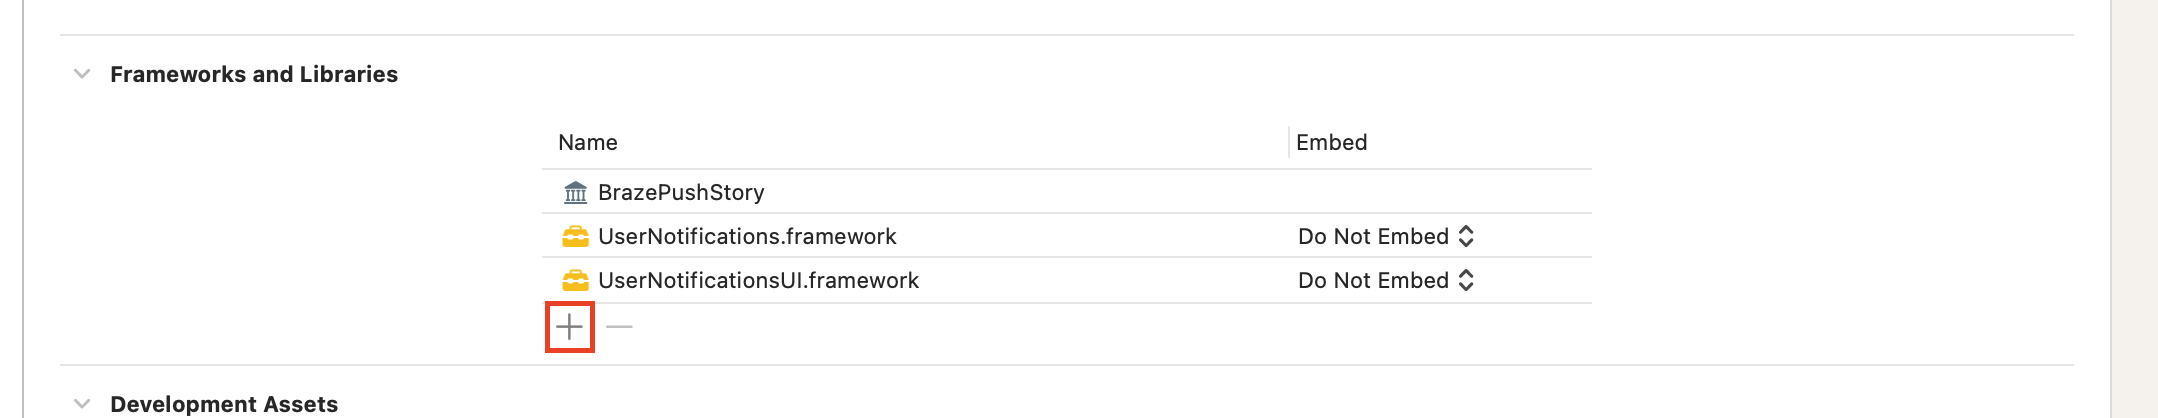 Frameworks and Libraries
Name Embed
BrazePushStory
UserNotifications.framework Do Not Embed
UserNotificationsUI.framework Do Not Embed
Development Assets